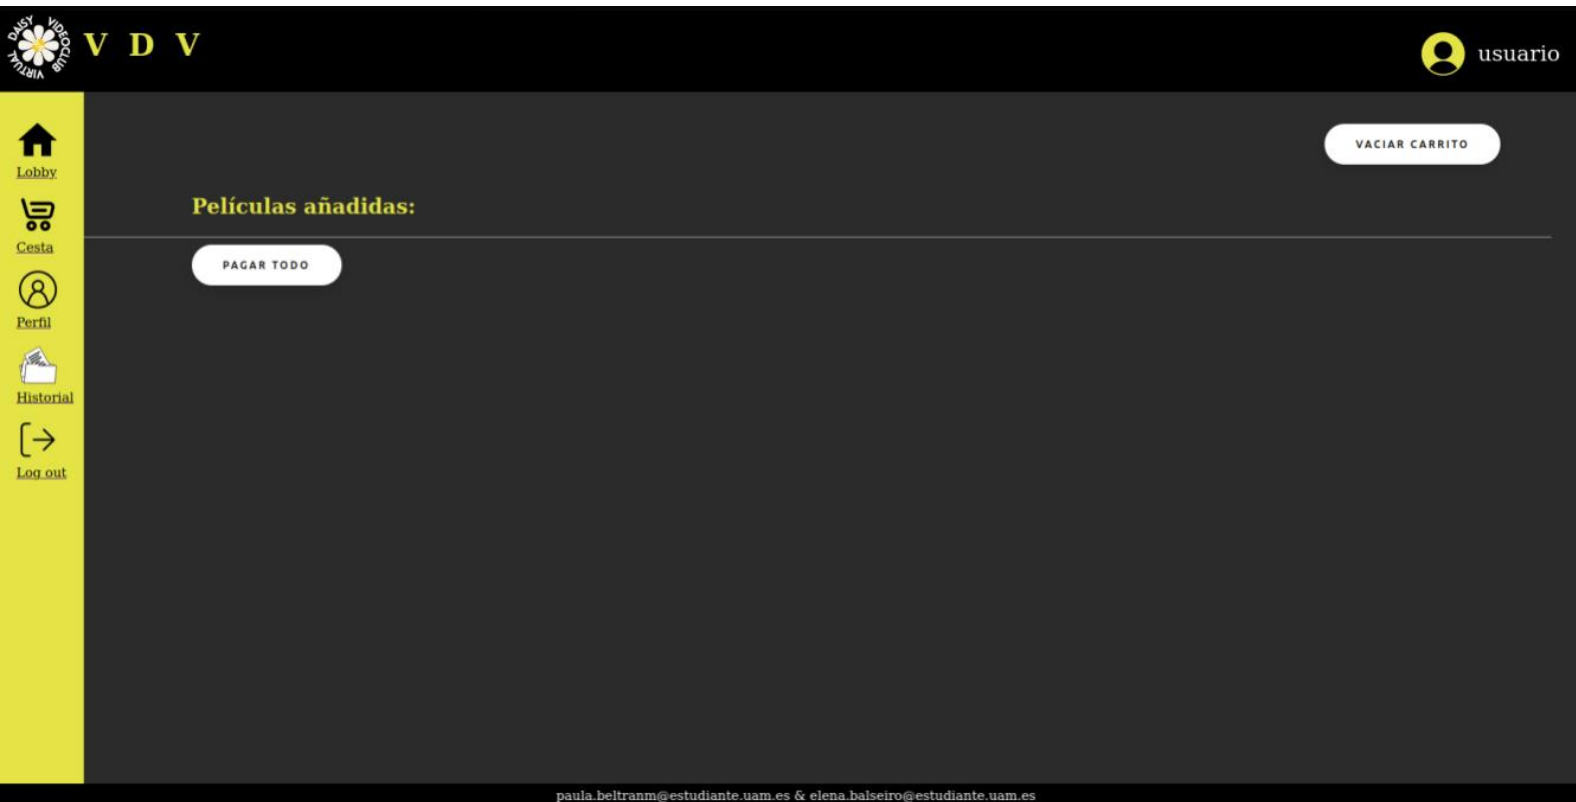 VIRTUAL DAISY VIDEOCLUB
V D V
usuario
VACIAR CARRITO
Lobby
Películas añadidas:
Cesta
PAGAR TODO
Perfil
Historial
Log out
paula.beltranm@estudiante.uam.es & elena.balseiro@estudiante.uam.es